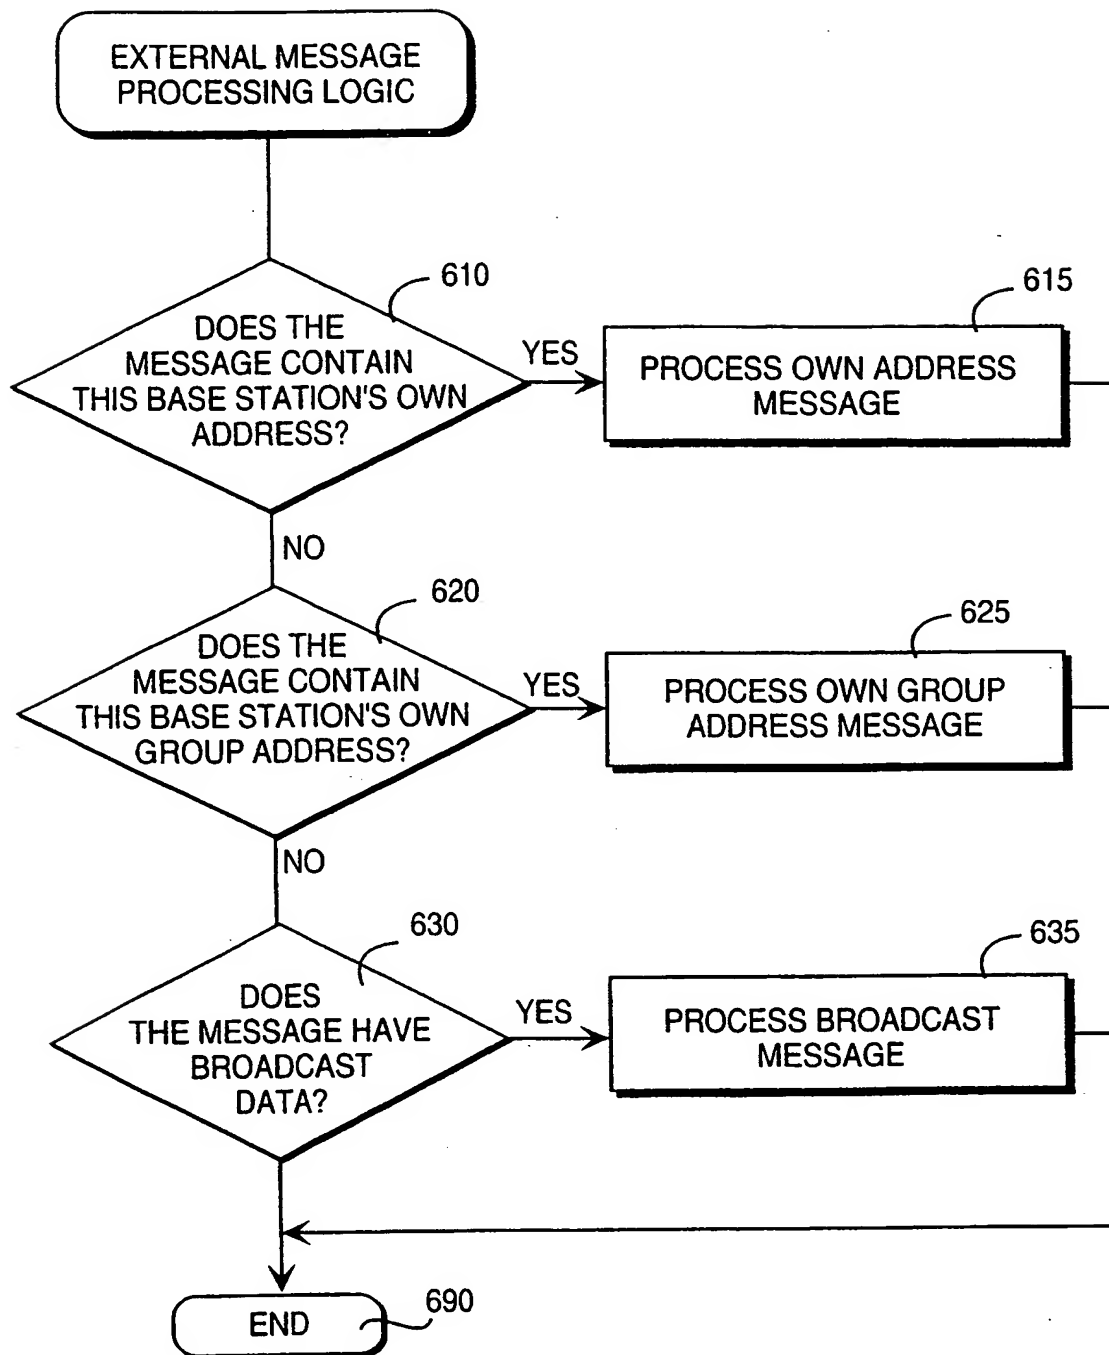 EXTERNAL MESSAGE
PROCESSING LOGIC
610
DOES THE
MESSAGE CONTAIN
THIS BASE STATION'S OWN
ADDRESS?
YES
615
PROCESS OWN ADDRESS
MESSAGE
NO
620
DOES THE
MESSAGE CONTAIN
THIS BASE STATION'S OWN
GROUP ADDRESS?
YES
625
PROCESS OWN GROUP
ADDRESS MESSAGE
NO
630
DOES
THE MESSAGE HAVE
BROADCAST
DATA?
YES
635
PROCESS BROADCAST
MESSAGE
END
690